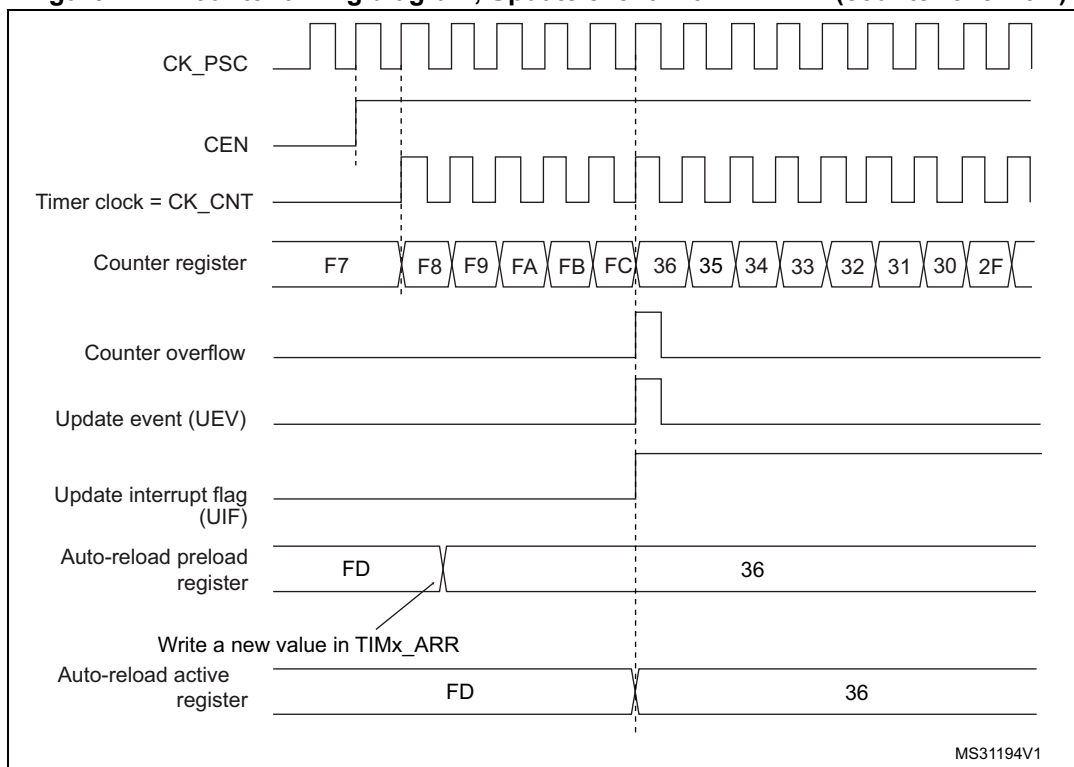 CK_PSC
CEN
Timer clock = CK_CNT
Counter register
F7 F8 F9 FA FB FC 36 35 34 33 32 31 30 2F
Counter overflow
Update event (UEV)
Update interrupt flag
(UIF)
Auto-reload preload
register
FD 36
Write a new value in TIMx_ARR
Auto-reload active
register
FD 36
MS31194V1